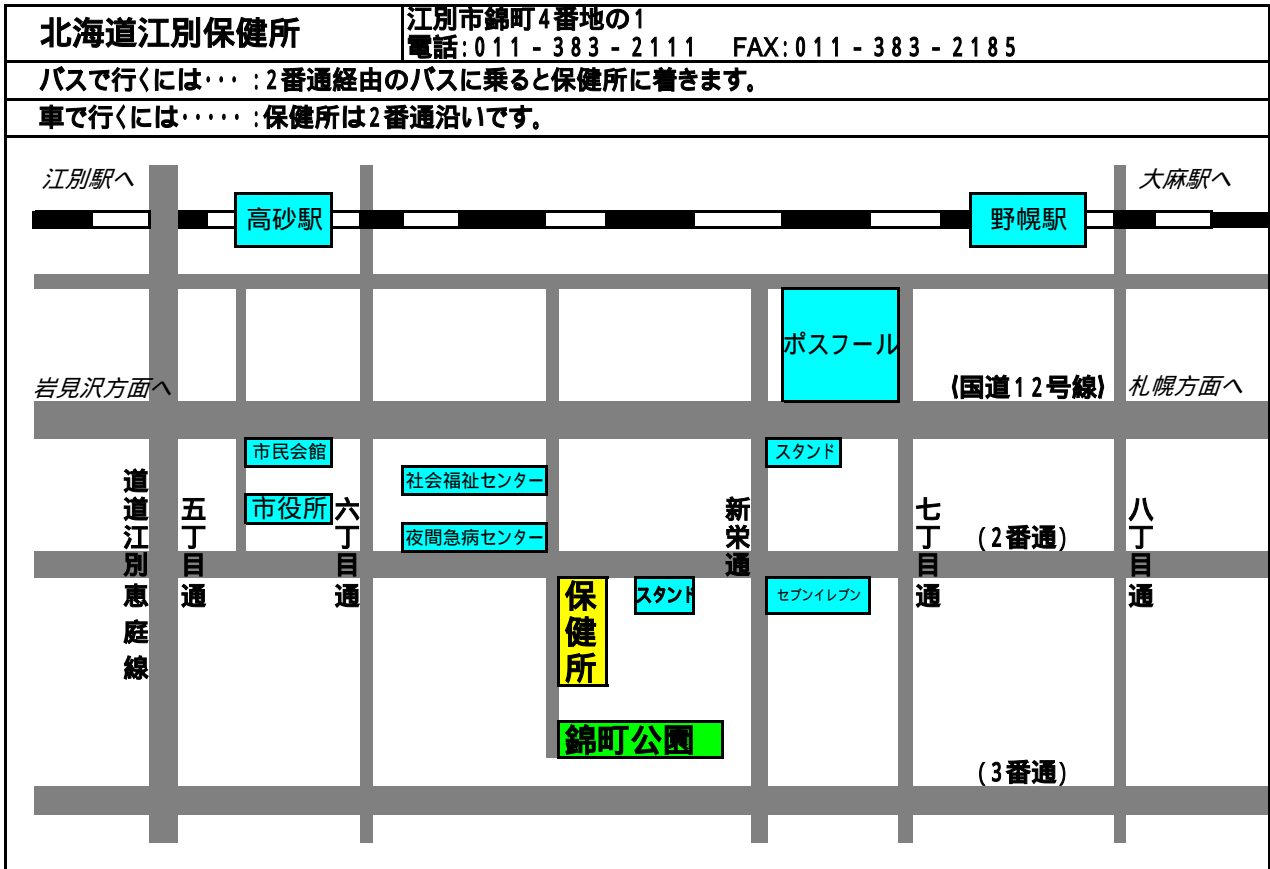 北海道江別保健所
江別市錦町4番地の1
電話:011-383-2111 FAX:011-383-2185
バスで行くには・・・:2番通経由のバスに乗ると保健所に着きます。
車で行くには・・・・・:保健所は2番通沿いです。
江別駅へ
大麻駅へ
高砂駅
野幌駅
ポスフール
岩見沢方面へ
(国道12号線)
札幌方面へ
市民会館
スタンド
道道江別恵庭線
社会福祉センター
五丁目通
市役所
六丁目通
新栄通
七丁目通
八丁目通
夜間急病センター
(2番通)
保健所
スタンド
セブンイレブン
錦町公園
(3番通)